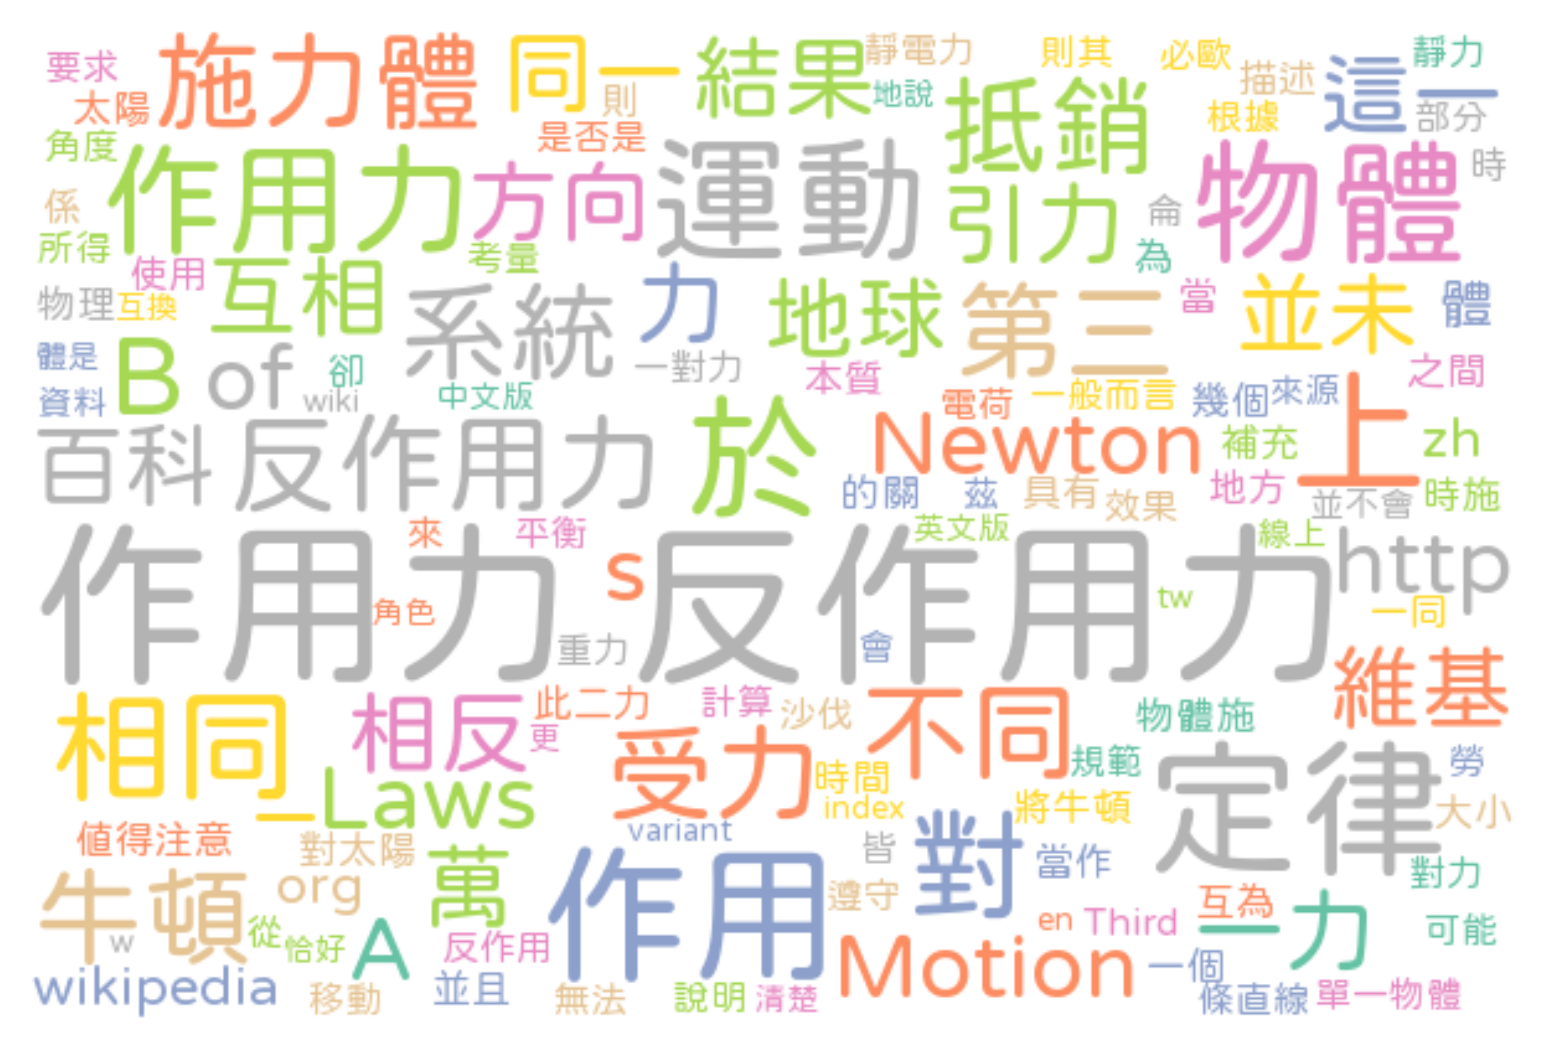 要求
施力體
同一
結果
靜電力
則其
必歐
描述
這一
靜力
太陽
則
地說
根據
部分
角度
是否是
抵銷
時
作用力
方向
運動
引力
侖
物體
係
所得
考量
為
使用
互相
系統
力
地球
第三
當
並未
體
物理
互換
體是
B
of
卻
一對力
本質
之間
資料
wiki
中文版
電荷
一般而言
幾個
來源
上
百科
反作用力
於
Newton
補充
zh
的關
茲
具有
效果
地方
並不會
時施
來
平衡
英文版
線上
http
作用力
s
反作用力
角色
tw
一同
重力
會
維基
相同
相反
此二力
更
計算
沙伐
不同
物體施
受力
時間
規範
定律
勞
一
Laws
index
將牛頓
大小
值得注意
對太陽
variant
皆
對
當作
牛頓
org
萬
作用
遵守
對力
w
從
恰好
A
反作用
en
Third
互為
一力
可能
wikipedia
移動
並且
無法
說明
清楚
Motion
一個
條直線
單一物體